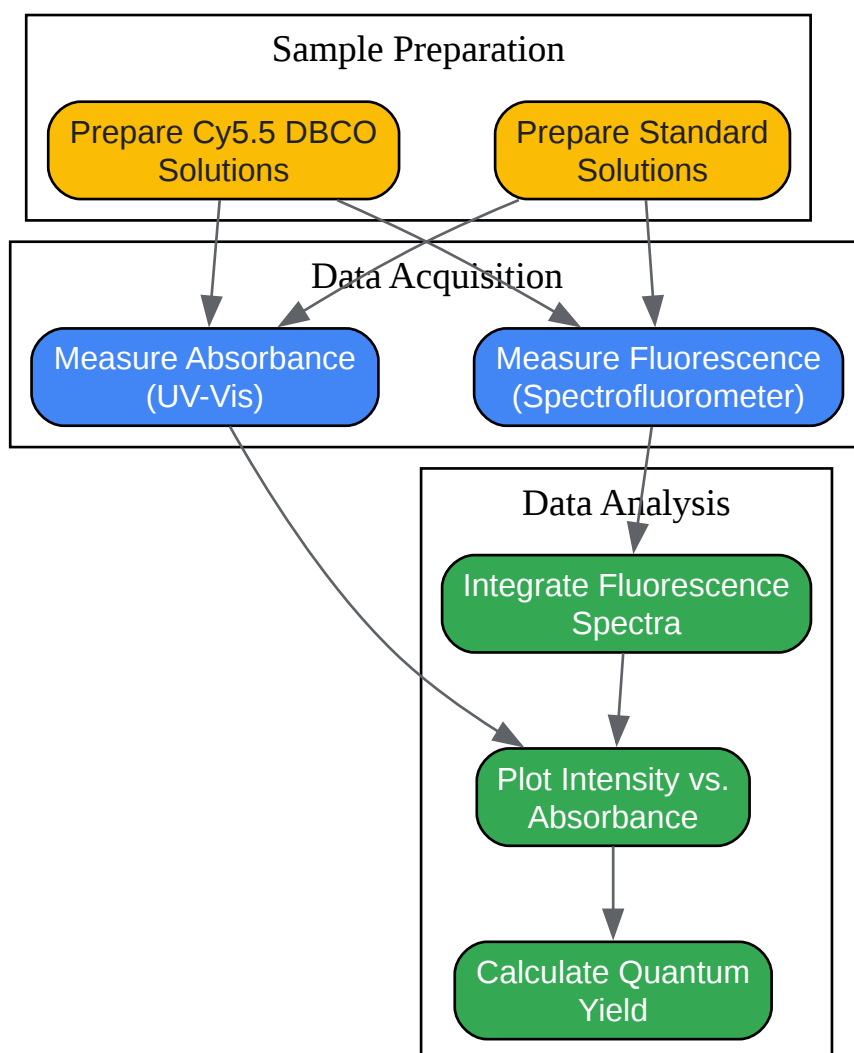 Sample Preparation
Prepare Cy5.5 DBCO
Solutions
Prepare Standard
Solutions
Data Acquisition
Measure Absorbance
(UV-Vis)
Measure Fluorescence
(Spectrofluorometer)
Data Analysis
Integrate Fluorescence
Spectra
Plot Intensity vs.
Absorbance
Calculate Quantum
Yield